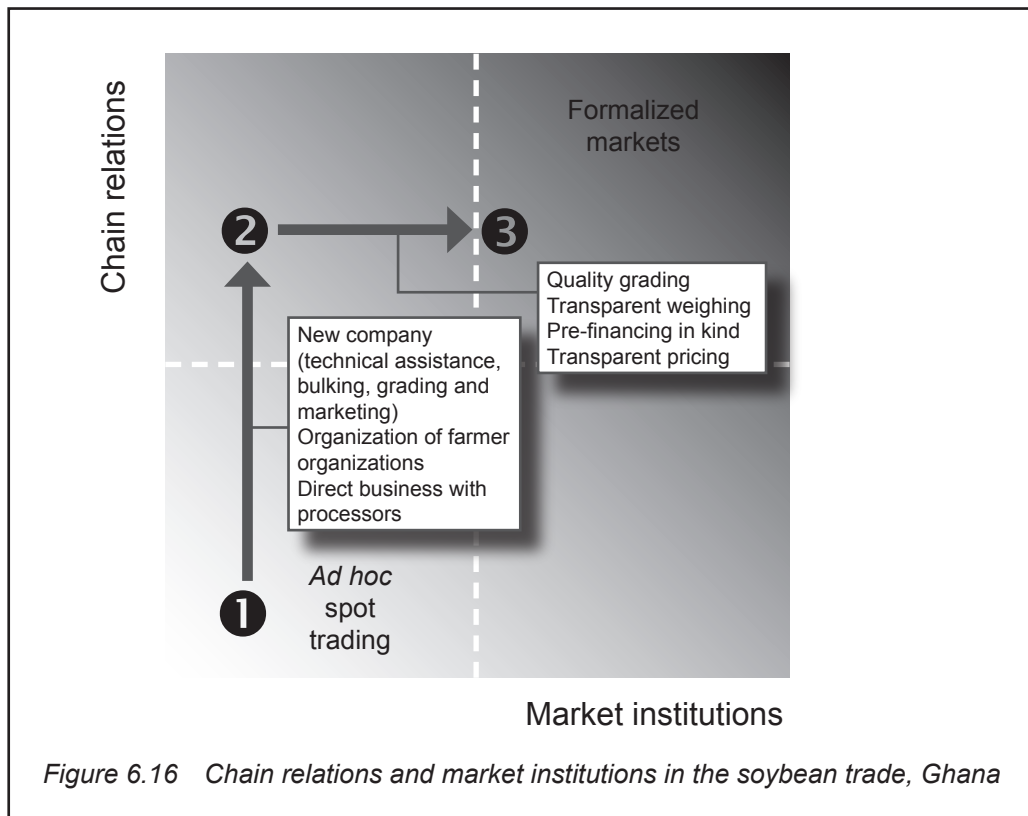 Chain relations
Formalized
markets
2
3
Quality grading
Transparent weighing
Pre-financing in kind
Transparent pricing
New company
(technical assistance,
bulking, grading and
marketing)
Organization of farmer
organizations
Direct business with
processors
1
Ad hoc
spot
trading
Market institutions
Figure 6.16 Chain relations and market institutions in the soybean trade, Ghana